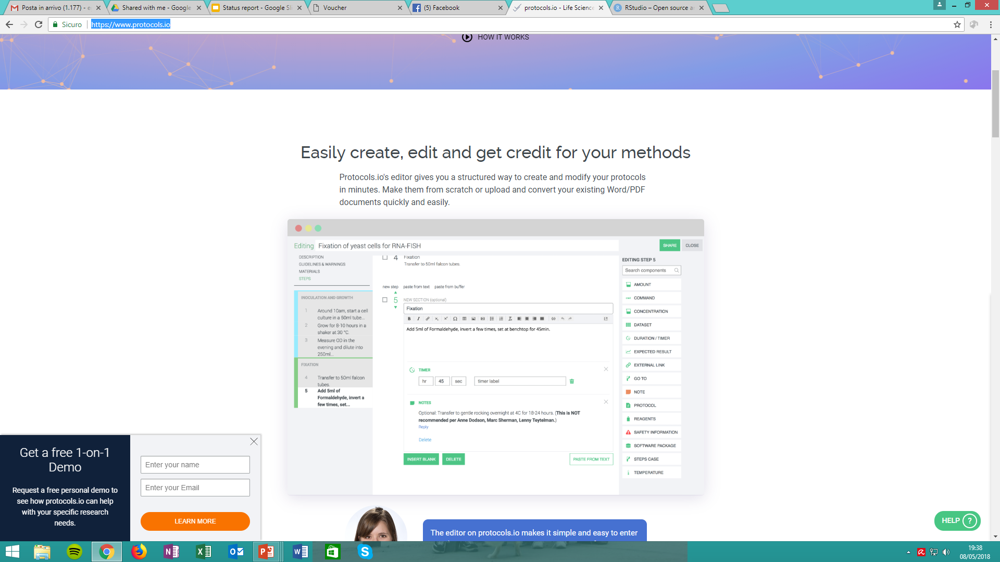 Posta in arrivo (1.177) - e
Shared with me - Google
Status report - Google Sli
Voucher
(5) Facebook
protocols.io - Life Science
RStudio – Open source a
Sicuro
https://www.protocols.io
HOW IT WORKS
Easily create, edit and get credit for your methods
Protocols.io's editor gives you a structured way to create and modify your protocols
in minutes. Make them from scratch or upload and convert your existing Word/PDF
documents quickly and easily.
Editing Fixation of yeast cells for RNA-FISH
SHARE
CLOSE
DESCRIPTION
GUIDELINES & WARNINGS
MATERIALS
STEPS
INOCULATION AND GROWTH
1 Around 10am, start a cell
culture in a 50ml tube...
2 Grow for 8-10 hours in a
shaker at 30 °C.
3 Measure OD in the
evening and dilute into
250ml...
FIXATION
4 Transfer to 50ml falcon
tubes.
5 Add 5ml of
Formaldehyde, invert a
few times, set...
4 Fixation
Transfer to 50ml falcon tubes.
new step paste from text paste from buffer
5 NEW SECTION (optional)
Fixation
Add 5ml of Formaldehyde, invert a few times, set at benchtop for 45min.
TIMER
hr 45 sec timer label
NOTES
Optional: Transfer to gentle rocking overnight at 4C for 18-24 hours. (This is NOT
recommended per Anne Dodson, Marc Sherman, Lenny Teytelman.)
Reply
Delete
INSERT BLANK
DELETE
PASTE FROM TEXT
EDITING STEP 5
Search components
AMOUNT
COMMAND
CONCENTRATION
DATASET
DURATION / TIMER
EXPECTED RESULT
EXTERNAL LINK
GO TO
NOTE
PROTOCOL
REAGENTS
SAFETY INFORMATION
SOFTWARE PACKAGE
STEPS CASE
TEMPERATURE
Get a free 1-on-1
Demo
Request a free personal demo to
see how protocols.io can help
with your specific research
needs.
Enter your name
Enter your Email
LEARN MORE
The editor on protocols.io makes it simple and easy to enter
HELP ?
19:38
08/05/2018